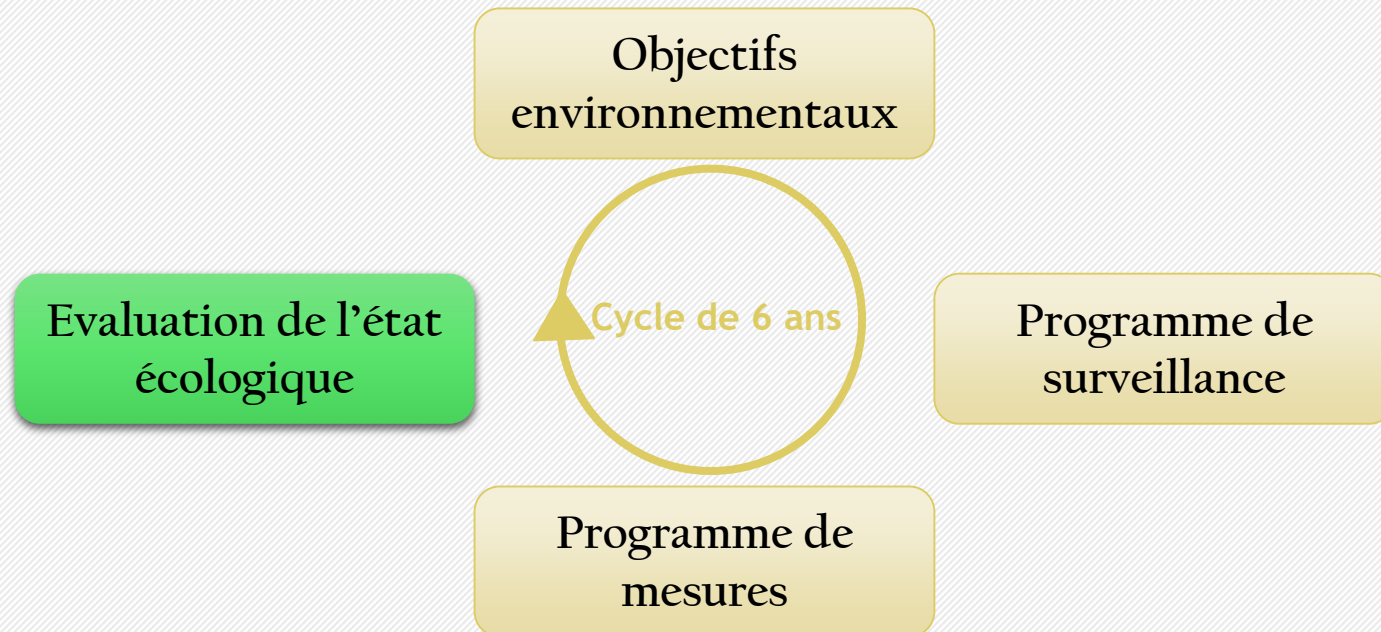 Objectifs
environnementaux
Evaluation de l’état
écologique
Cycle de 6 ans
Programme de
surveillance
Programme de
mesures